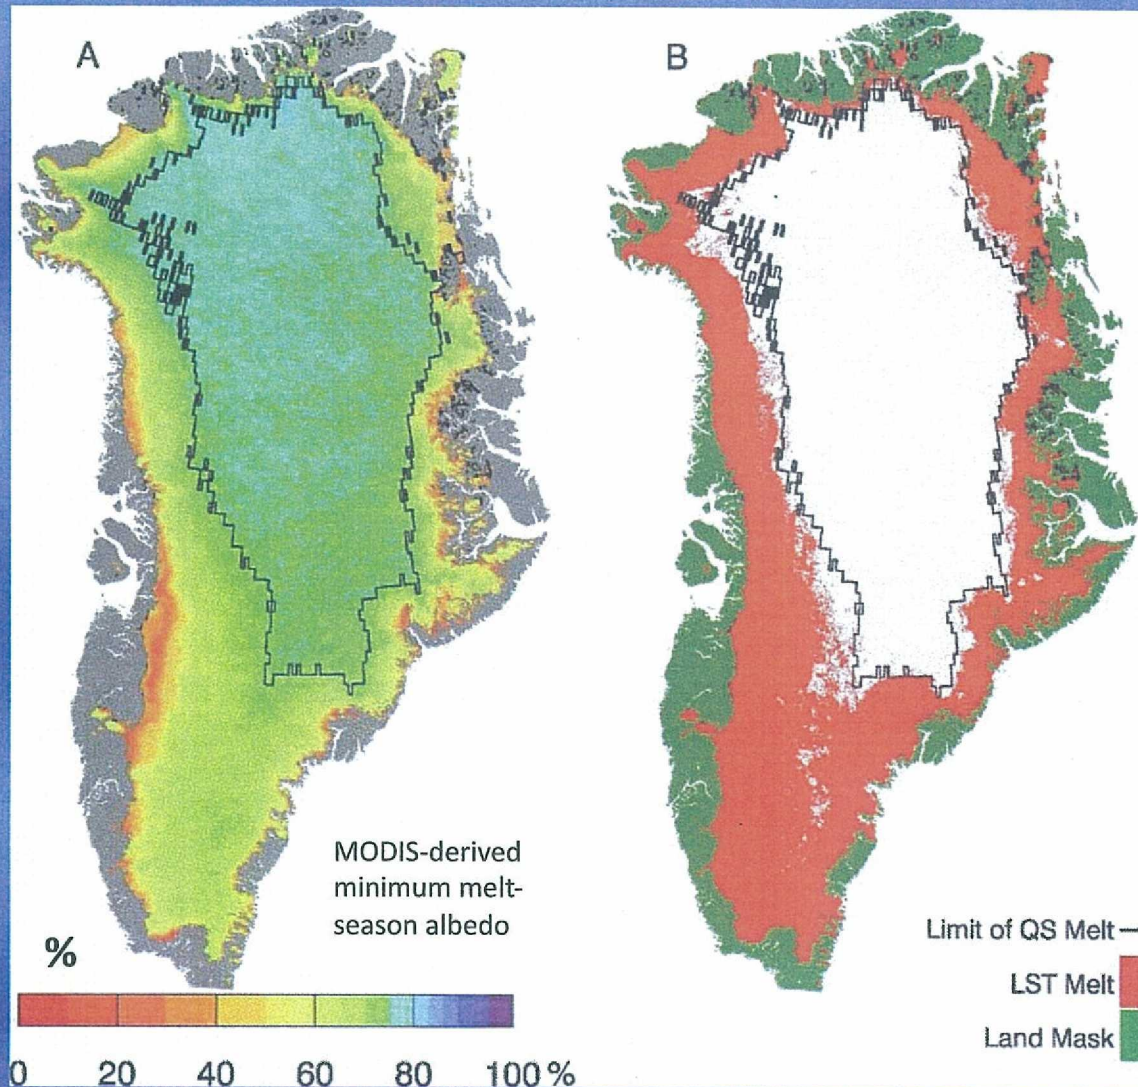 A
B
MODIS-derived
minimum melt-
season albedo
%
0 20 40 60 80 100%
Limit of QS Melt
LST Melt
Land Mask